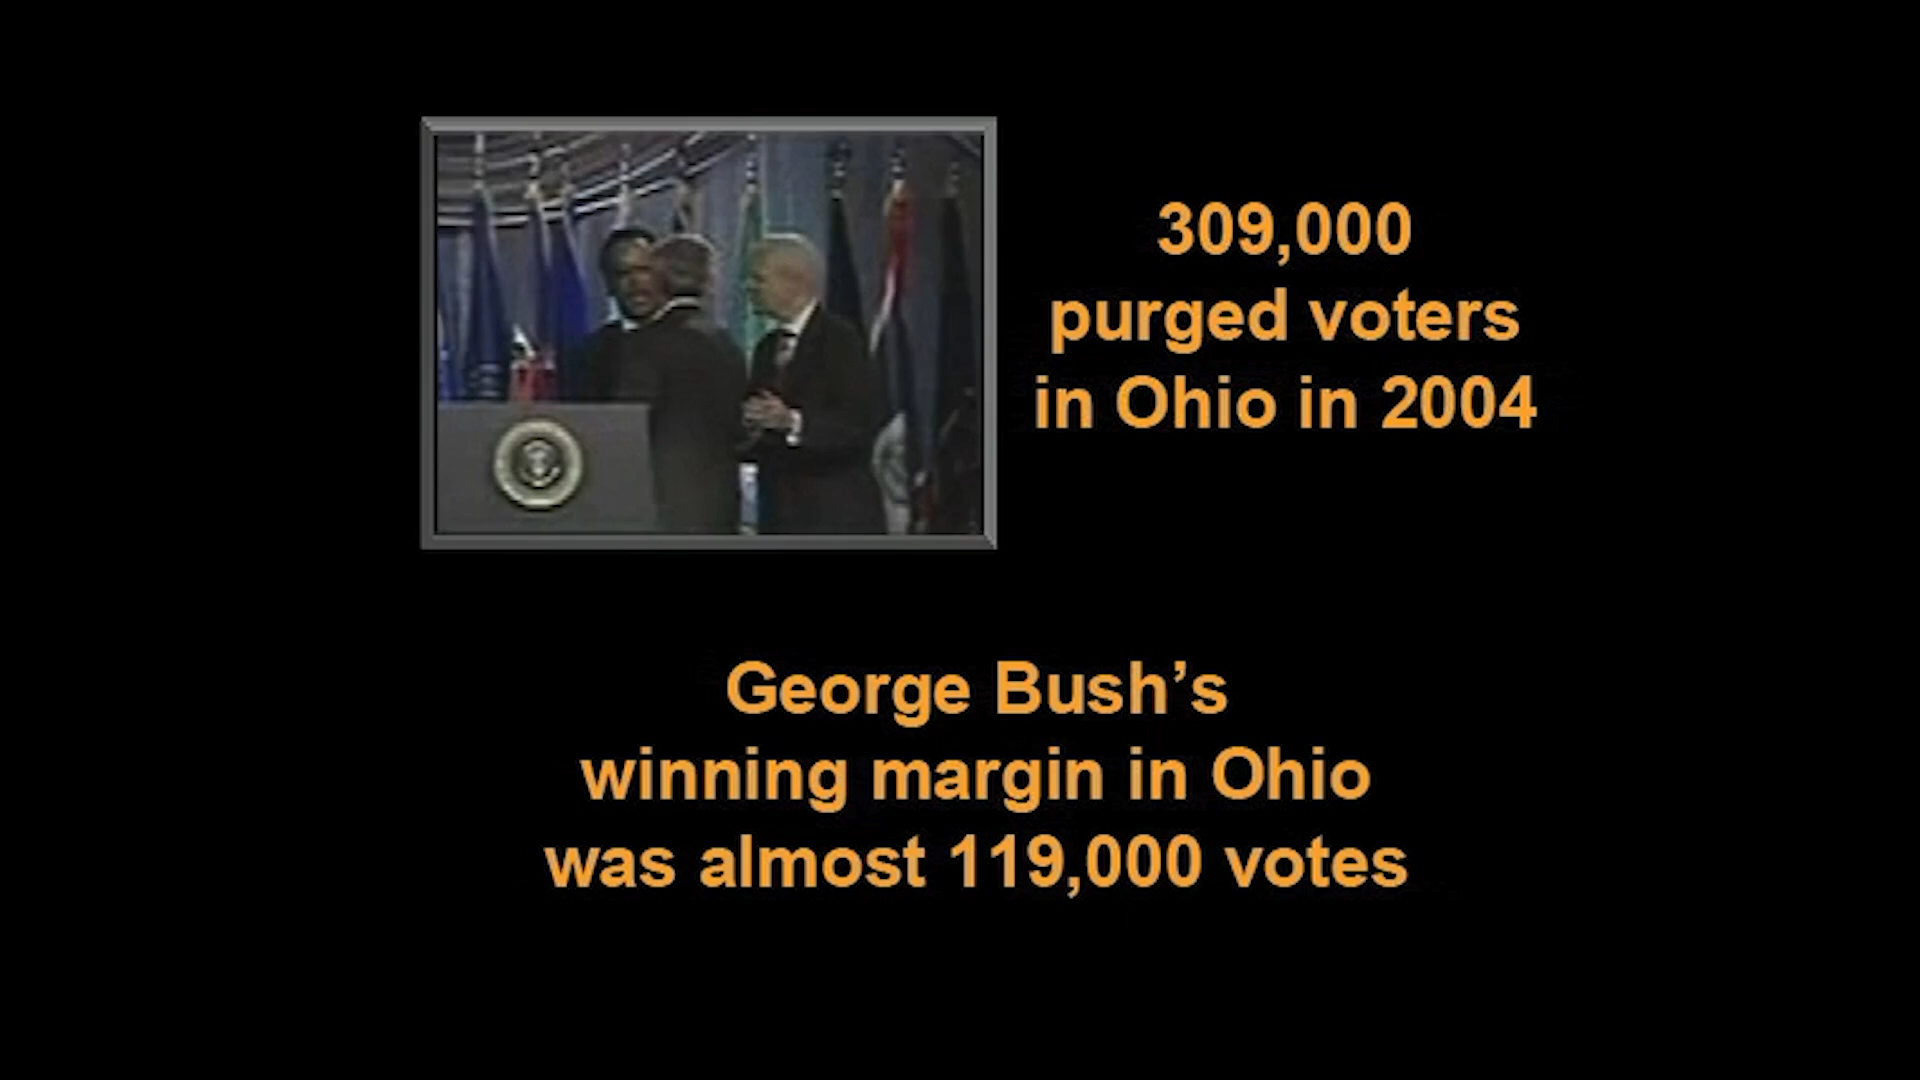 309,000
purged voters
in Ohio in 2004
George Bush’s
winning margin in Ohio
was almost 119,000 votes